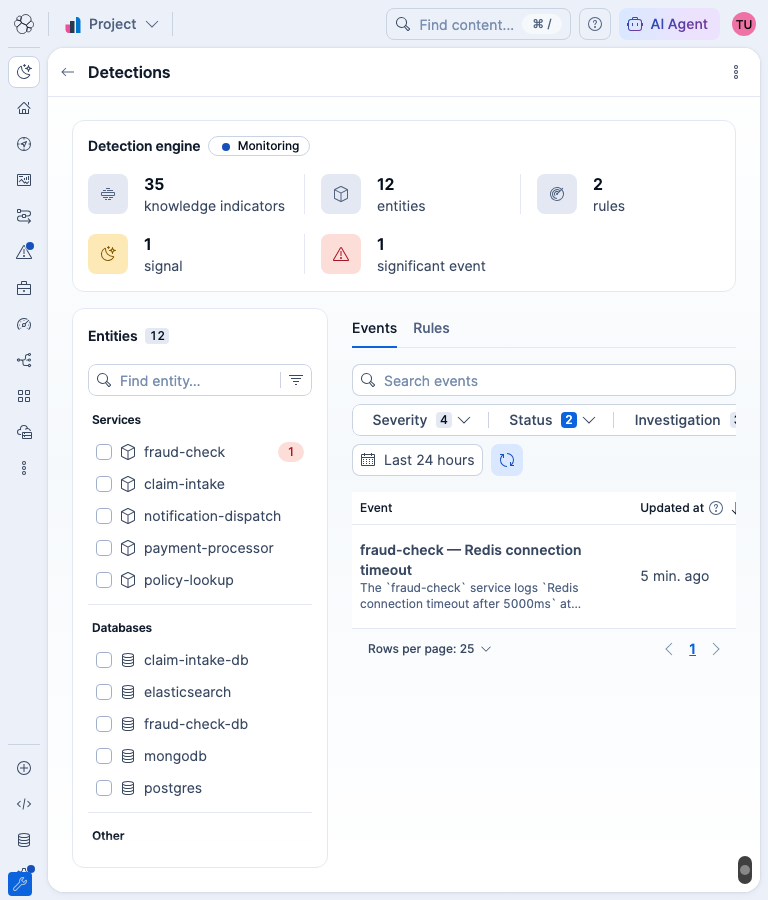 Project
Find content...
⌘ /
AI Agent
TU
Detections
Detection engine
Monitoring
35
knowledge indicators
12
entities
2
rules
1
signal
1
significant event
Entities 12
Find entity...
Services
fraud-check 1
claim-intake
notification-dispatch
payment-processor
policy-lookup
Databases
claim-intake-db
elasticsearch
fraud-check-db
mongodb
postgres
Other
Events Rules
Search events
Severity 4 Status 2 Investigation
Last 24 hours
Event Updated at
fraud-check — Redis connection
timeout
The `fraud-check` service logs `Redis
connection timeout after 5000ms` at...
5 min. ago
Rows per page: 25
1